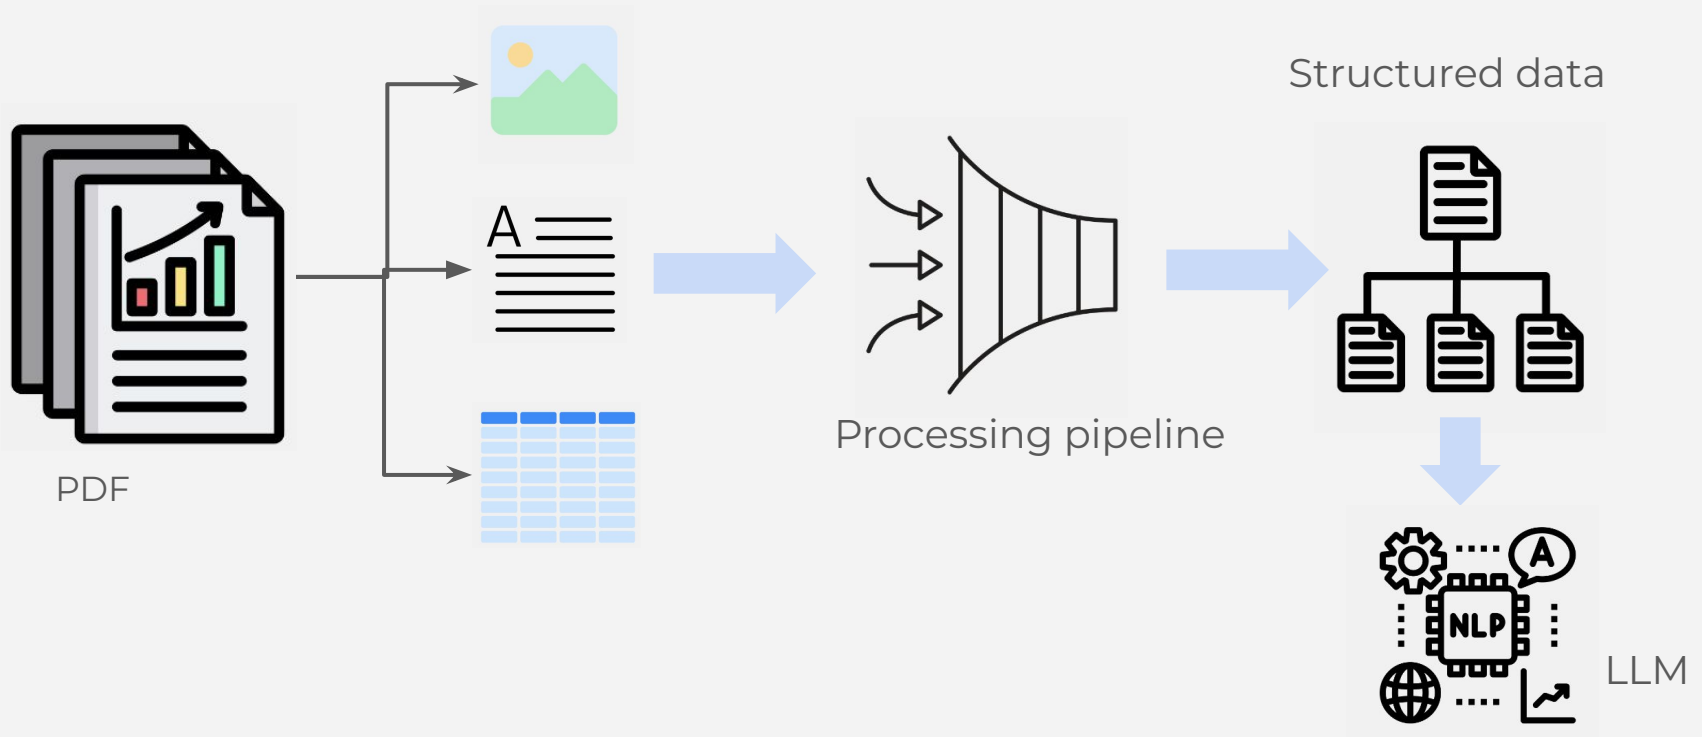 Structured data
A
Processing pipeline
PDF
A
NLP
LLM